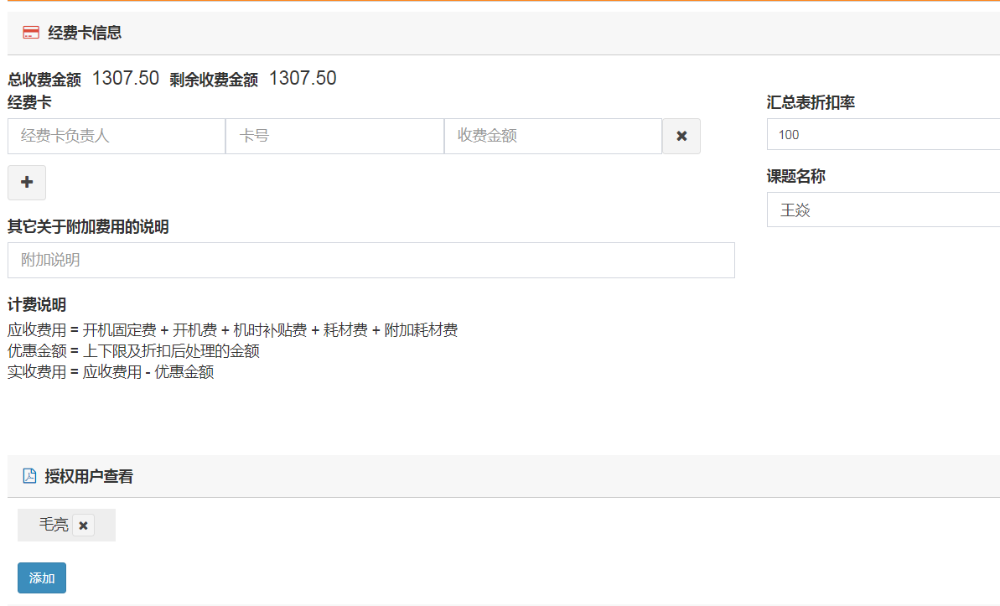 经费卡信息
总收费金额 1307.50 剩余收费金额 1307.50
经费卡
经费卡负责人 卡号 收费金额
其它关于附加费用的说明
附加说明
汇总表折扣率
100
课题名称
王焱
计费说明
应收费用 = 开机固定费 + 开机费 + 机时补贴费 + 耗材费 + 附加耗材费
优惠金额 = 上下限及折扣后处理的金额
实收费用 = 应收费用 - 优惠金额
授权用户查看
毛亮
添加